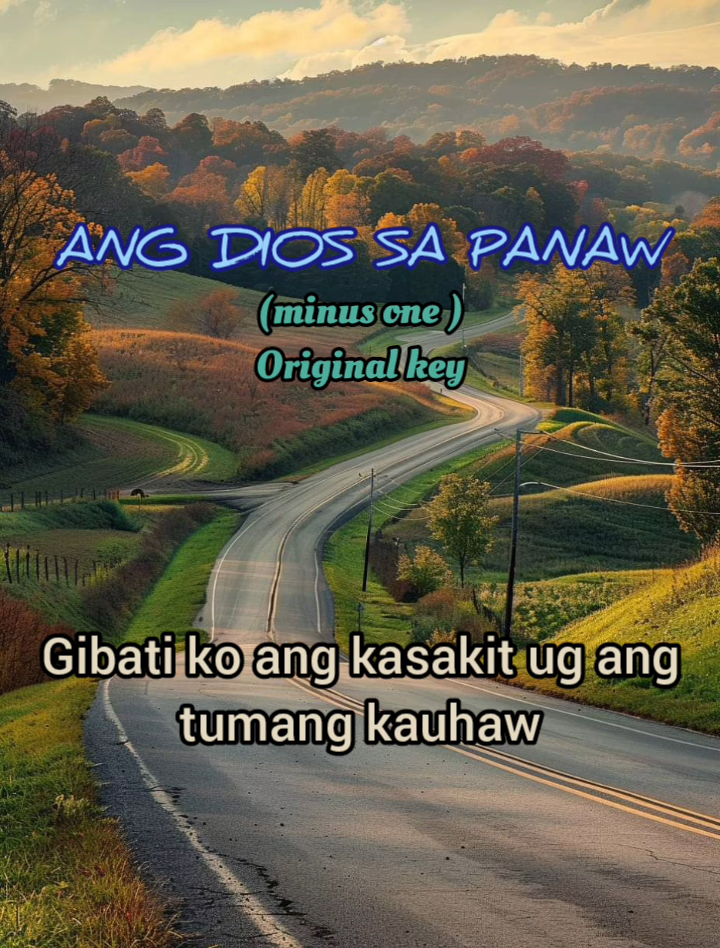 ANG DIOS SA PANAW
(minus one )
Original key
Gibati ko ang kasakit ug ang
tumang kauhaw